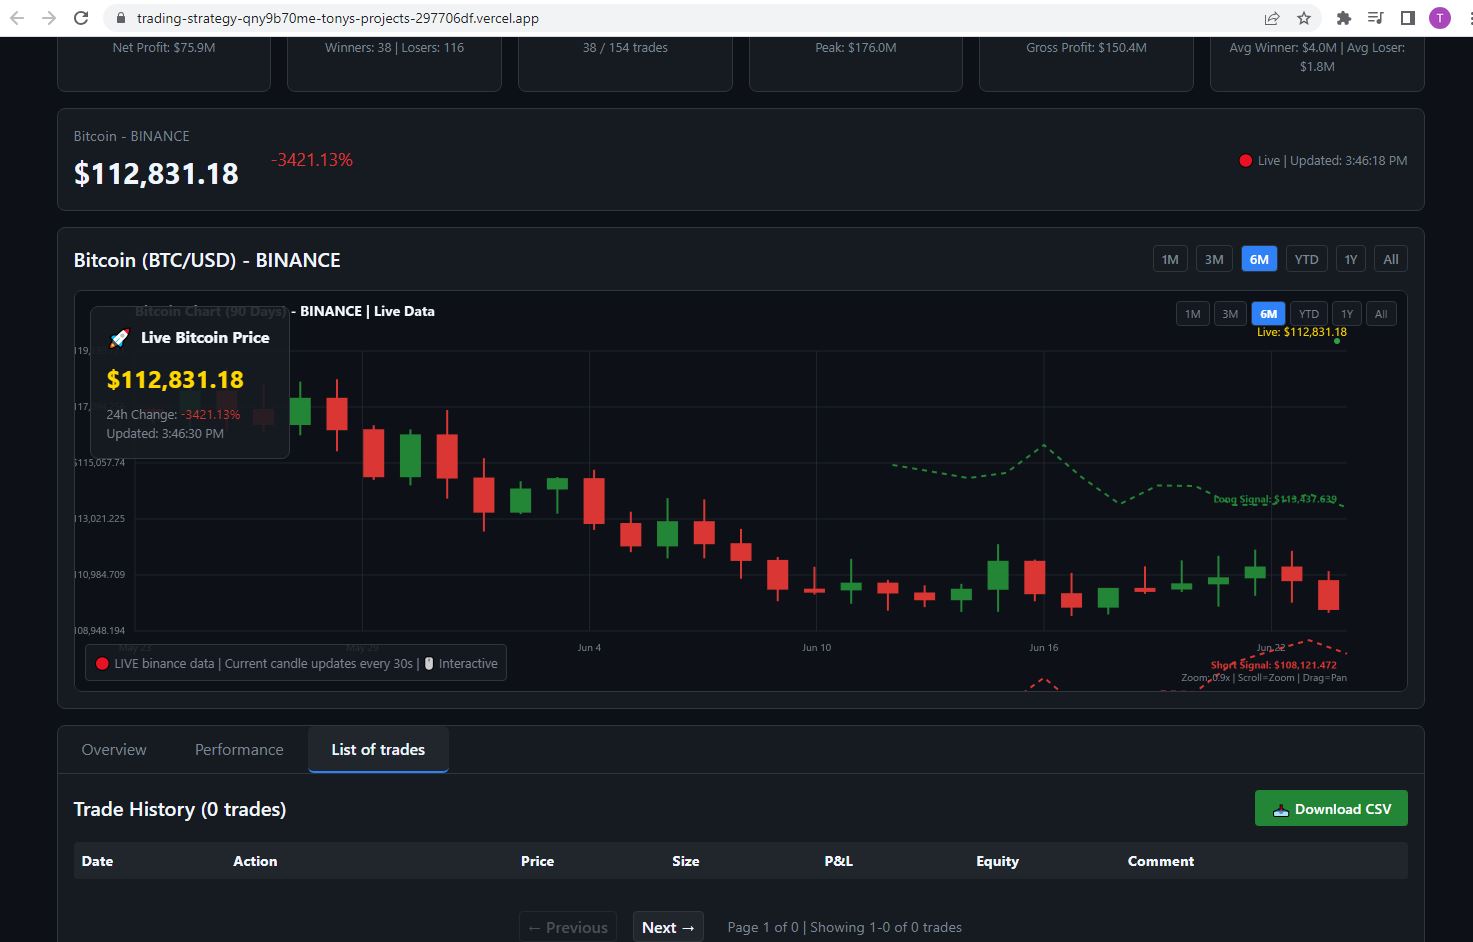 trading-strategy-qny9b70me-tonys-projects-297706df.vercel.app
T
Net Profit: $75.9M
Winners: 38 | Losers: 116
38 / 154 trades
Peak: $176.0M
Gross Profit: $150.4M
Avg Winner: $4.0M | Avg Loser:
$1.8M
Bitcoin - BINANCE
$112,831.18
-3421.13%
Live | Updated: 3:46:18 PM
Bitcoin (BTC/USD) - BINANCE
1M 3M 6M YTD 1Y All
Bitcoin Chart (90 Days) - BINANCE | Live Data
1M 3M 6M YTD 1Y All
Live: $112,831.18
Live Bitcoin Price
$112,831.18
24h Change: -3421.13%
Updated: 3:46:30 PM
$115,057.74
13,021.225
10,984.709
08,948.194
Long Signal: $113,437.639
May 23
May 29
Jun 4
Jun 10
Jun 16
Jun 22
Short Signal: $108,121.472
Zoom: 0.9x | Scroll=Zoom | Drag=Pan
LIVE binance data | Current candle updates every 30s | Interactive
Overview
Performance
List of trades
Trade History (0 trades)
Download CSV
Date Action Price Size P&L Equity Comment
← Previous
Next →
Page 1 of 0 | Showing 1-0 of 0 trades